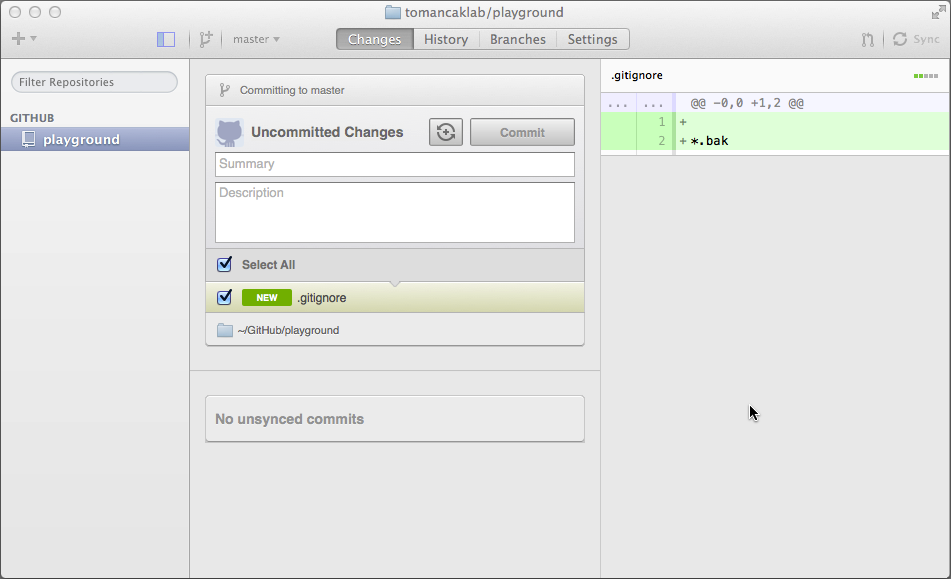 tomancaklab/playground
master
Changes
History
Branches
Settings
Sync
Filter Repositories
GITHUB
playground
Committing to master
Uncommitted Changes
Commit
Summary
Description
Select All
NEW .gitignore
~/GitHub/playground
No unsynced commits
.gitignore
... ... @@ -0,0 +1,2 @@
1 +
2 + *.bak